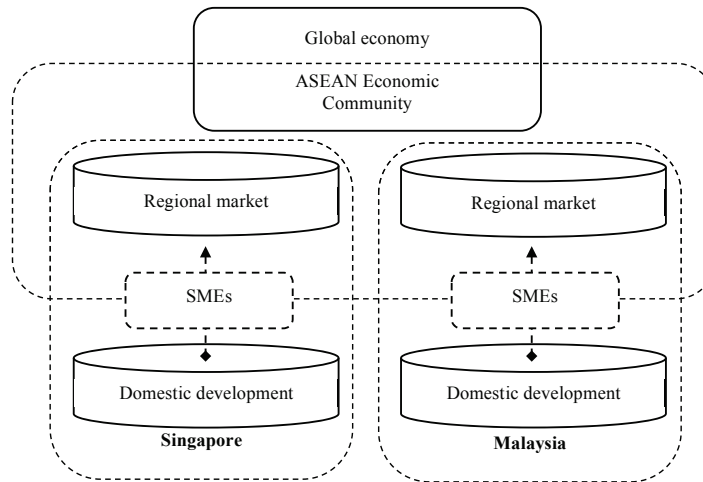 Global economy
ASEAN Economic
Community
Regional market
Regional market
SMEs
SMEs
Domestic development
Domestic development
Singapore
Malaysia